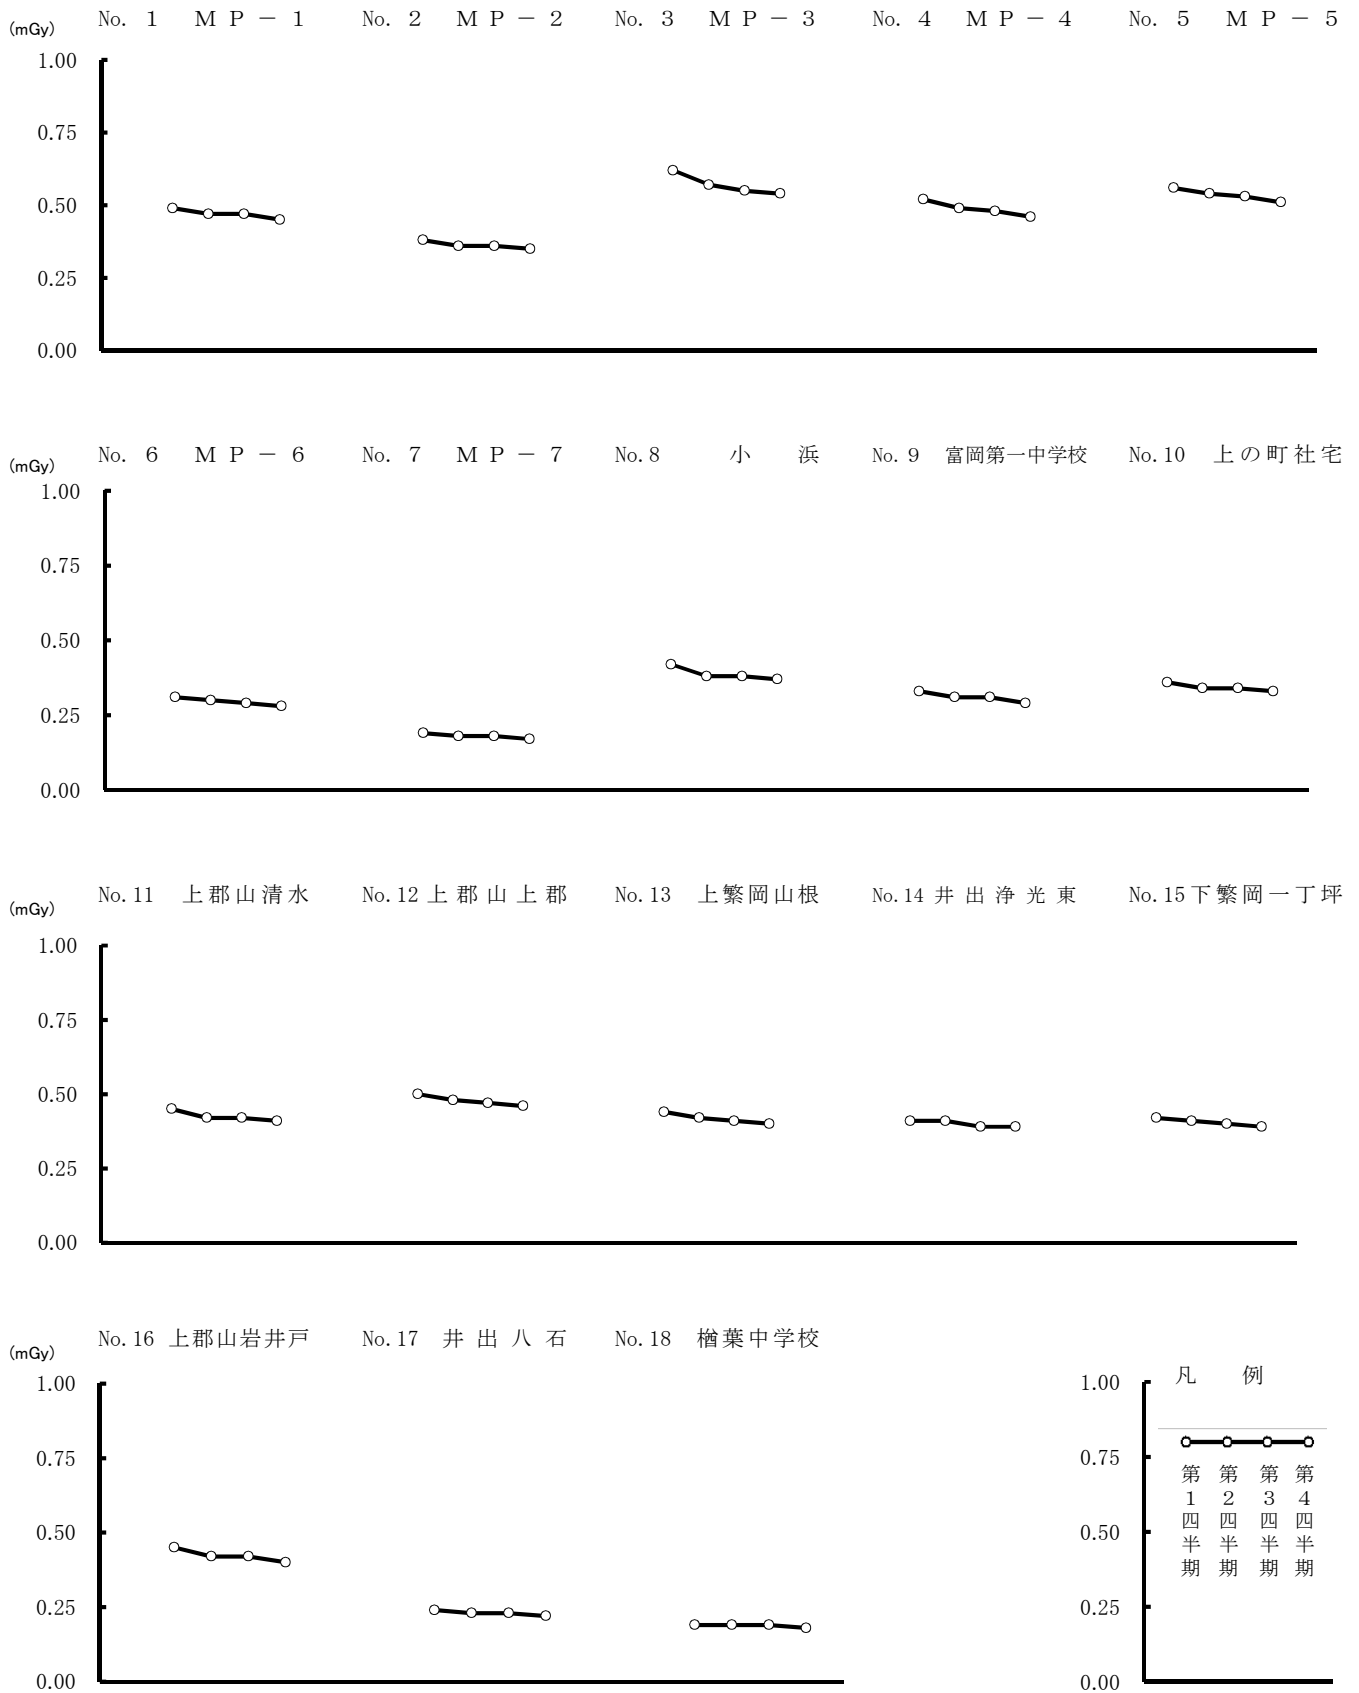 No. 1　ＭＰ－１　No. 2　ＭＰ－２　No. 3　ＭＰ－３　No. 4　ＭＰ－４　No. 5　ＭＰ－５
(mGy)
1.00
0.75
0.50
0.25
0.00
No. 6　ＭＰ－６　No. 7　ＭＰ－７　No.8　小　浜　No. 9　富岡第一中学校　No.10　上の町社宅
(mGy)
1.00
0.75
0.50
0.25
0.00
No.11　上郡山清水　No.12 上郡山上郡　No.13　上繁岡山根　No.14 井出浄光東　No.15 下繁岡一丁坪
(mGy)
1.00
0.75
0.50
0.25
0.00
No.16 上郡山岩井戸　No.17　井出八石　No.18　楢葉中学校
(mGy)
1.00
0.75
0.50
0.25
0.00
凡　例
1.00
0.75
0.50
0.25
0.00
第1四半期
第2四半期
第3四半期
第4四半期